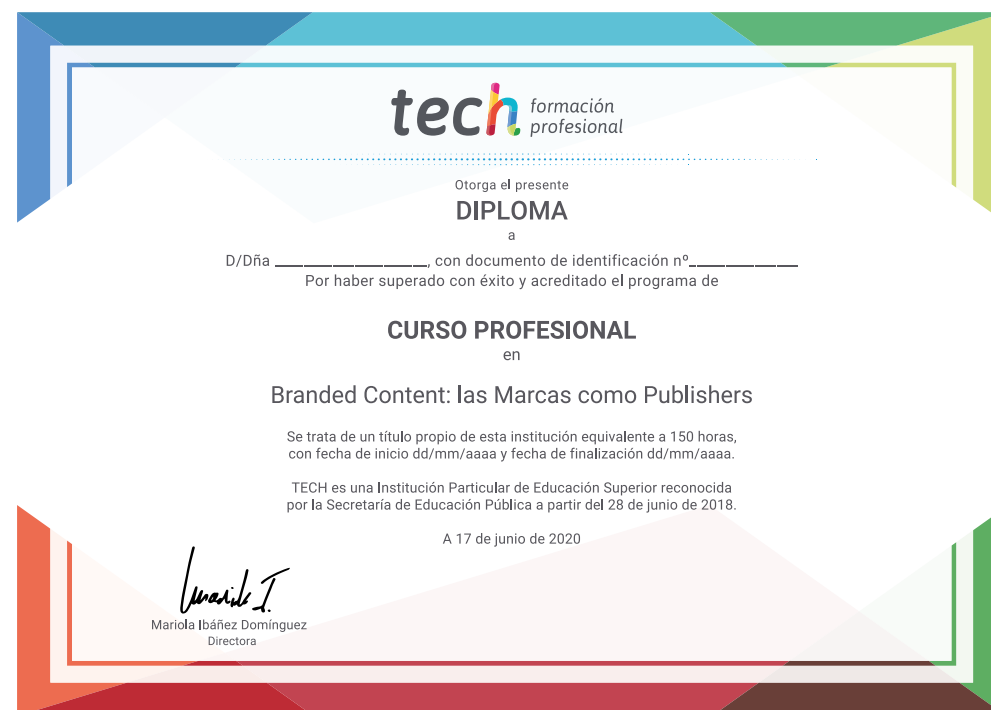 tech formación
profesional
Otorga el presente
DIPLOMA
a
D/Dña __________________, con documento de identificación nº_____________
Por haber superado con éxito y acreditado el programa de
CURSO PROFESIONAL
en
Branded Content: las Marcas como Publishers
Se trata de un título propio de esta institución equivalente a 150 horas,
con fecha de inicio dd/mm/aaaa y fecha de finalización dd/mm/aaaa.
TECH es una Institución Particular de Educación Superior reconocida
por la Secretaría de Educación Pública a partir del 28 de junio de 2018.
A 17 de junio de 2020
Mariola Ibáñez Domínguez
Directora